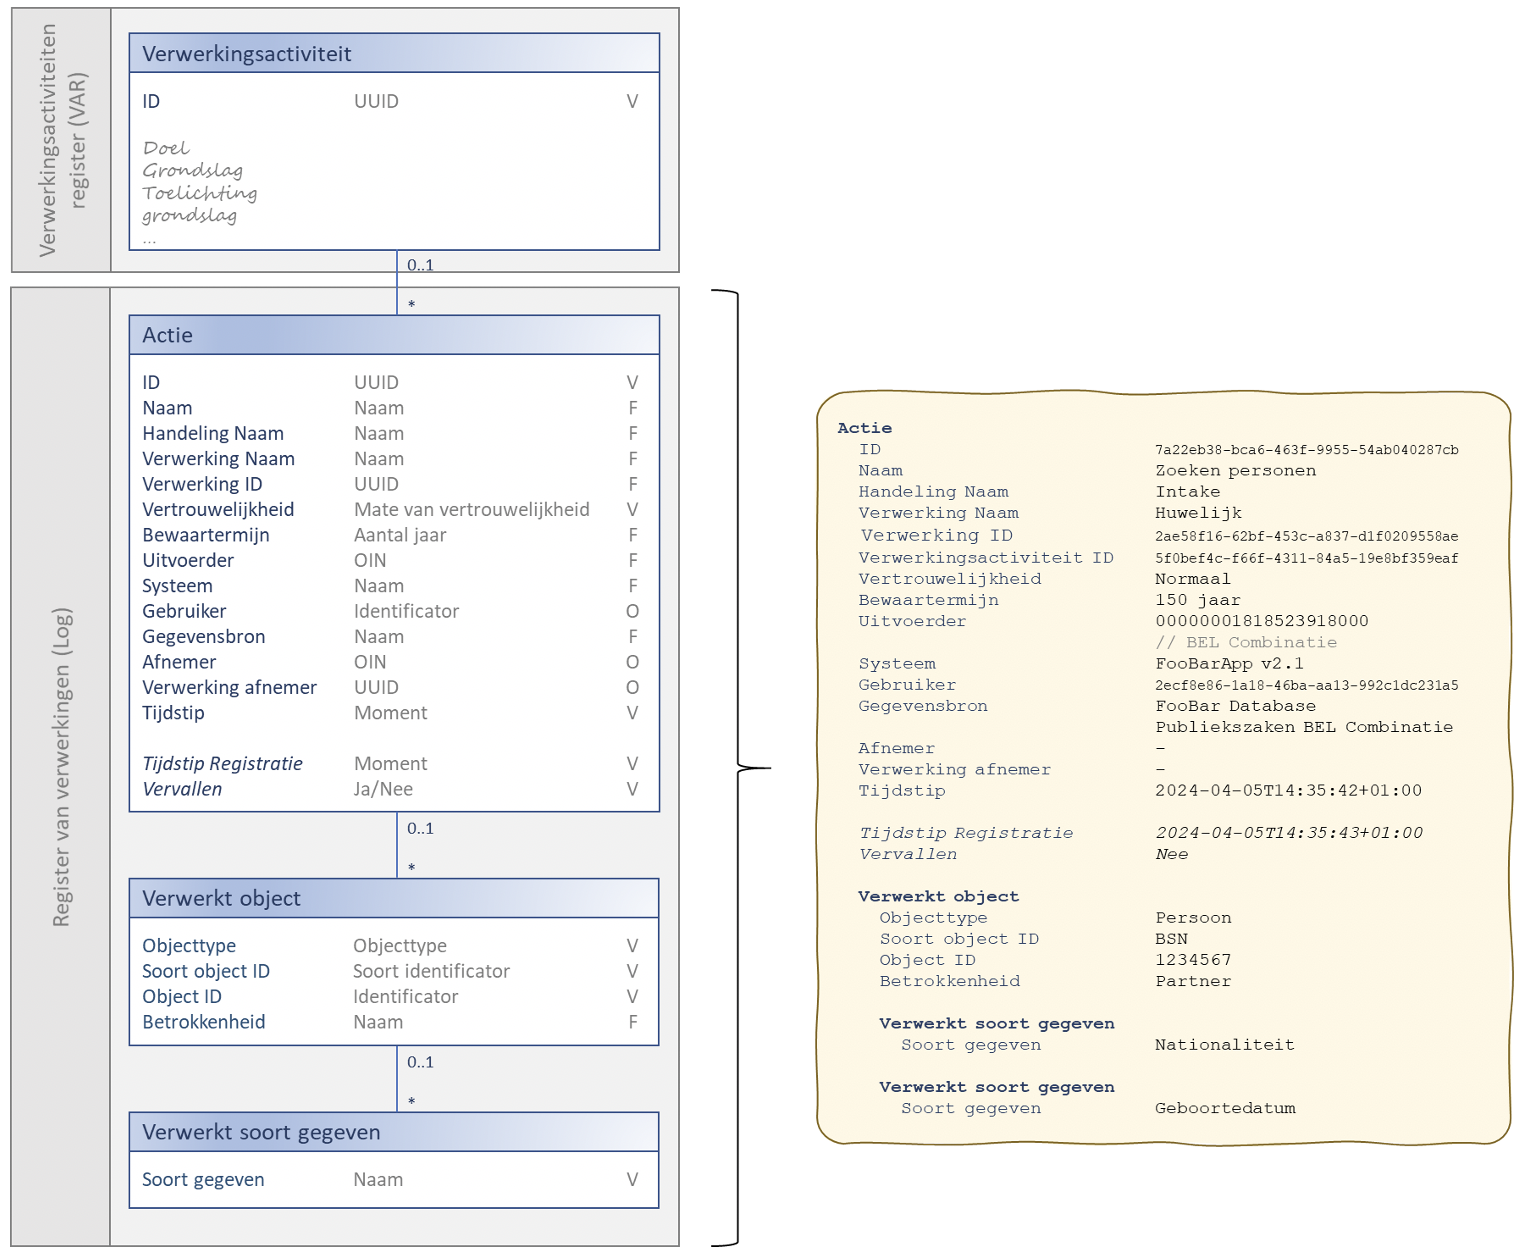 Verwerkingsactiviteiten
register (VAR)
Verwerkingsactiviteit
ID UUID V
Doel
Grondslag
Toelichting
grondslag
...
0..1
*
Register van verwerkingen (Log)
Actie
ID UUID V
Naam Naam F
Handeling Naam Naam F
Verwerking Naam Naam F
Verwerking ID UUID F
Vertrouwelijkheid Mate van vertrouwelijkheid V
Bewaartermijn Aantal jaar F
Uitvoerder OIN F
Systeem Naam F
Gebruiker Identificator O
Gegevensbron Naam F
Afnemer OIN O
Verwerking afnemer UUID O
Tijdstip Moment V
Tijdstip Registratie Moment V
Vervallen Ja/Nee V
0..1
*
Verwerkt object
Objecttype Objecttype V
Soort object ID Soort identificator V
Object ID Identificator V
Betrokkenheid Naam F
0..1
*
Verwerkt soort gegeven
Soort gegeven Naam V
Actie
ID 7a22eb38-bca6-463f-9955-54ab040287cb
Naam Zoeken personen
Handeling Naam Intake
Verwerking Naam Huwelijk
Verwerking ID 2ae58f16-62bf-453c-a837-d1f0209558ae
Verwerkingsactiviteit ID 5f0bef4c-f66f-4311-84a5-19e8bf359eaf
Vertrouwelijkheid Normaal
Bewaartermijn 150 jaar
Uitvoerder 00000001818523918000
// BEL Combinatie
Systeem FooBarApp v2.1
Gebruiker 2ecf8e86-1a18-46ba-aa13-992c1dc231a5
Gegevensbron FooBar Database
Publiekszaken BEL Combinatie
Afnemer –
Verwerking afnemer –
Tijdstip 2024-04-05T14:35:42+01:00
Tijdstip Registratie 2024-04-05T14:35:43+01:00
Vervallen Nee
Verwerkt object
Objecttype Persoon
Soort object ID BSN
Object ID 1234567
Betrokkenheid Partner
Verwerkt soort gegeven
Soort gegeven Nationaliteit
Verwerkt soort gegeven
Soort gegeven Geboortedatum